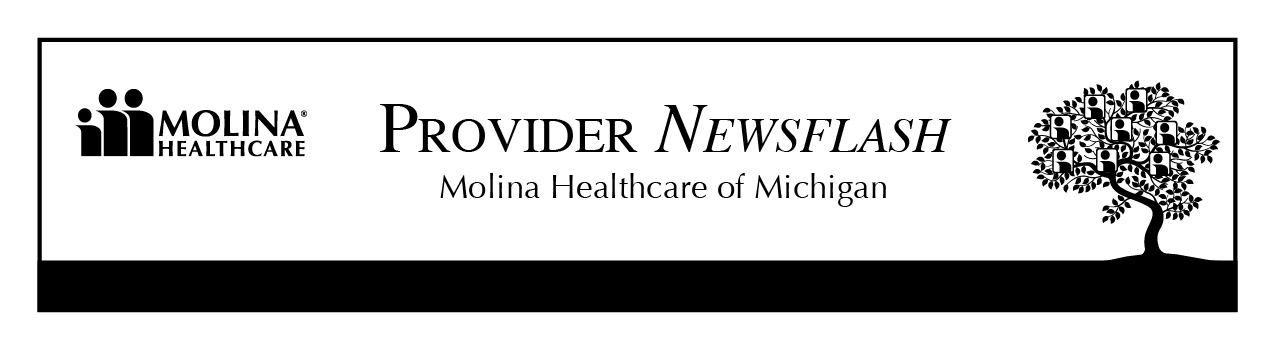 MOLINA®
HEALTHCARE
PROVIDER NEWSFLASH
Molina Healthcare of Michigan